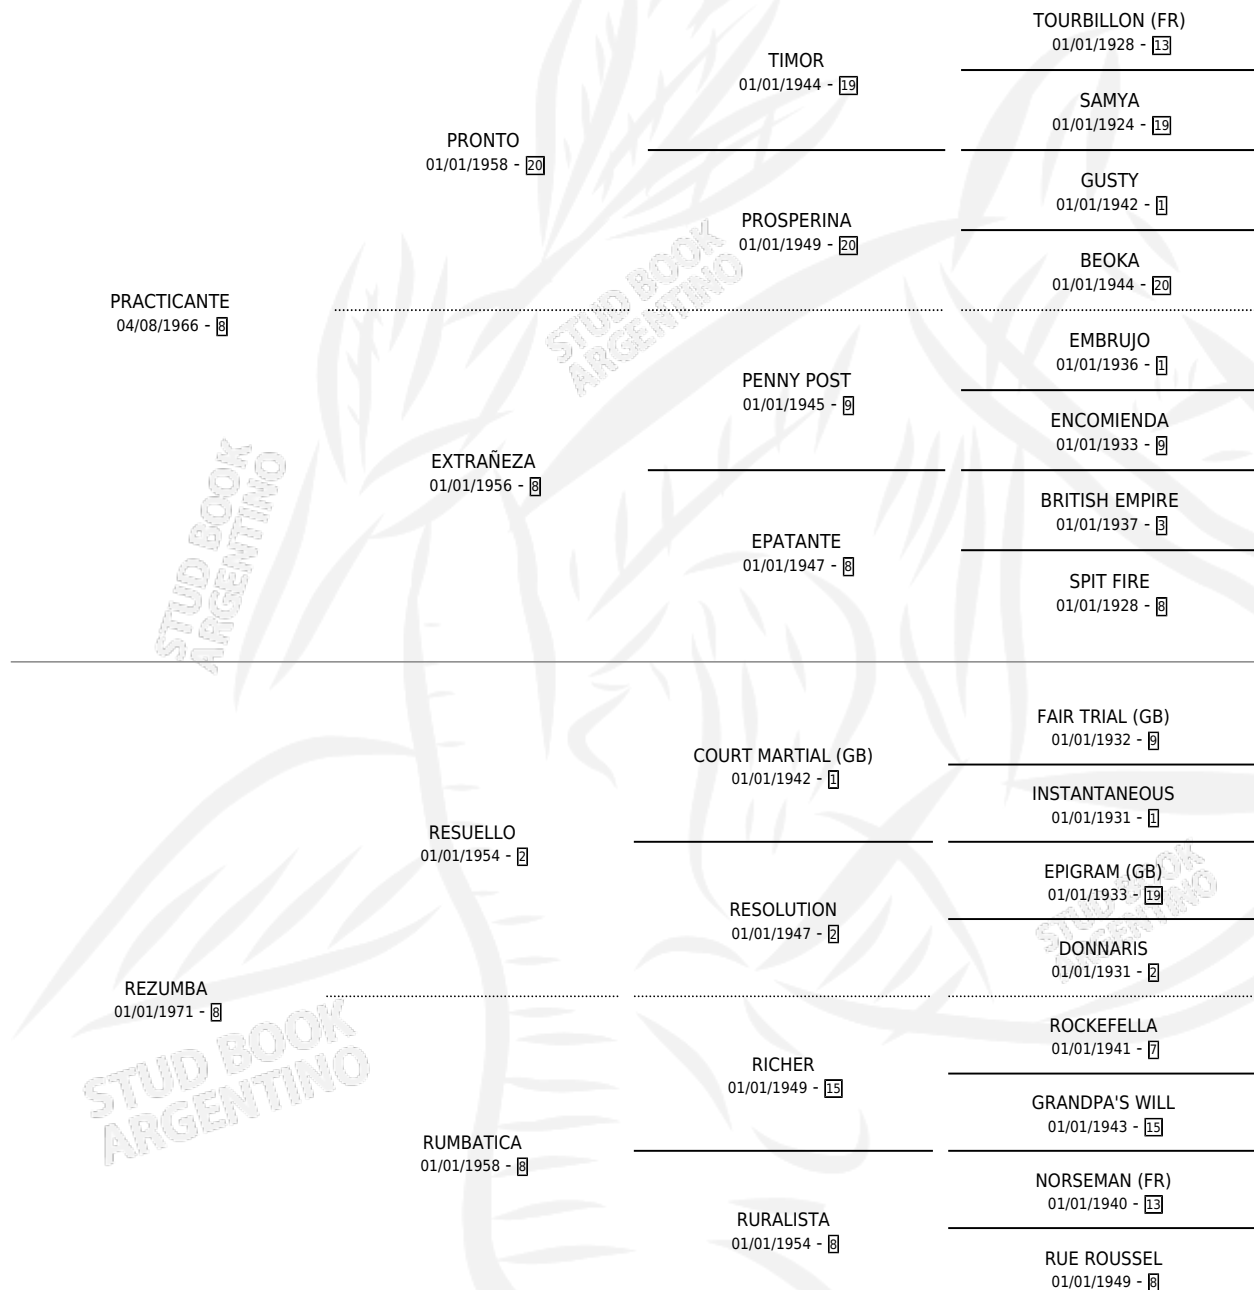 TOURBILLON (FR)
01/01/1928 - 13
TIMOR
01/01/1944 - 19
SAMYA
01/01/1924 - 19
PRONTO
01/01/1958 - 20
GUSTY
01/01/1942 - 1
PROSPERINA
01/01/1949 - 20
BEOKA
01/01/1944 - 20
PRACTICANTE
04/08/1966 - 8
EMBRUJO
01/01/1936 - 1
PENNY POST
01/01/1945 - 9
ENCOMIENDA
01/01/1933 - 9
EXTRAÑEZA
01/01/1956 - 8
BRITISH EMPIRE
01/01/1937 - 3
EPATANTE
01/01/1947 - 8
SPIT FIRE
01/01/1928 - 8
STUD BOOK
ARGENTINO
STUD BOOK
ARGENTINO
FAIR TRIAL (GB)
01/01/1932 - 9
COURT MARTIAL (GB)
01/01/1942 - 1
INSTANTANEOUS
01/01/1931 - 1
RESUELLO
01/01/1954 - 2
EPIGRAM (GB)
01/01/1933 - 19
RESOLUTION
01/01/1947 - 2
DONNARIS
01/01/1931 - 2
REZUMBA
01/01/1971 - 8
ROCKEFELLA
01/01/1941 - 7
RICHER
01/01/1949 - 15
GRANDPA'S WILL
01/01/1943 - 15
RUMBATICA
01/01/1958 - 8
NORSEMAN (FR)
01/01/1940 - 13
RURALISTA
01/01/1954 - 8
RUE ROUSSEL
01/01/1949 - 8
STUD BOOK
ARGENTINO
STUD BOOK
ARGENTINO